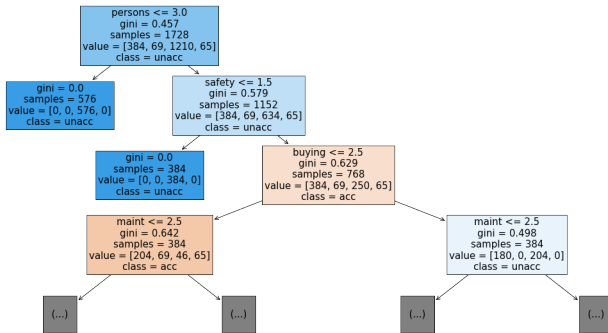 persons <= 3.0
gini = 0.457
samples = 1728
value = [384, 69, 1210, 65]
class = unacc
gini = 0.0
samples = 576
value = [0, 0, 576, 0]
class = unacc
safety <= 1.5
gini = 0.579
samples = 1152
value = [384, 69, 634, 65]
class = unacc
gini = 0.0
samples = 384
value = [0, 0, 384, 0]
class = unacc
buying <= 2.5
gini = 0.629
samples = 768
value = [384, 69, 250, 65]
class = acc
maint <= 2.5
gini = 0.642
samples = 384
value = [204, 69, 46, 65]
class = acc
maint <= 2.5
gini = 0.498
samples = 384
value = [180, 0, 204, 0]
class = unacc
(...)
(...)
(...)
(...)